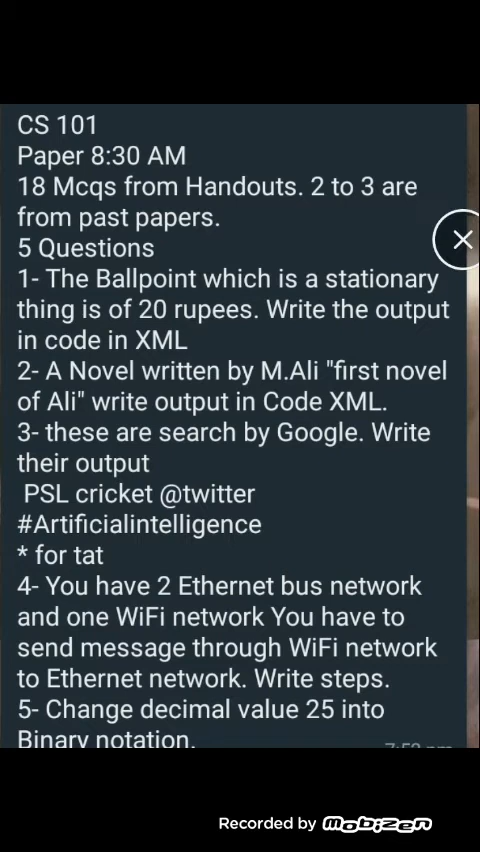 CS 101
Paper 8:30 AM
18 Mcqs from Handouts. 2 to 3 are
from past papers.
5 Questions
1- The Ballpoint which is a stationary
thing is of 20 rupees. Write the output
in code in XML
2- A Novel written by M.Ali "first novel
of Ali" write output in Code XML.
3- these are search by Google. Write
their output
PSL cricket @twitter
#Artificialintelligence
* for tat
4- You have 2 Ethernet bus network
and one WiFi network You have to
send message through WiFi network
to Ethernet network. Write steps.
5- Change decimal value 25 into
Binary notation.
Recorded by Mobizen